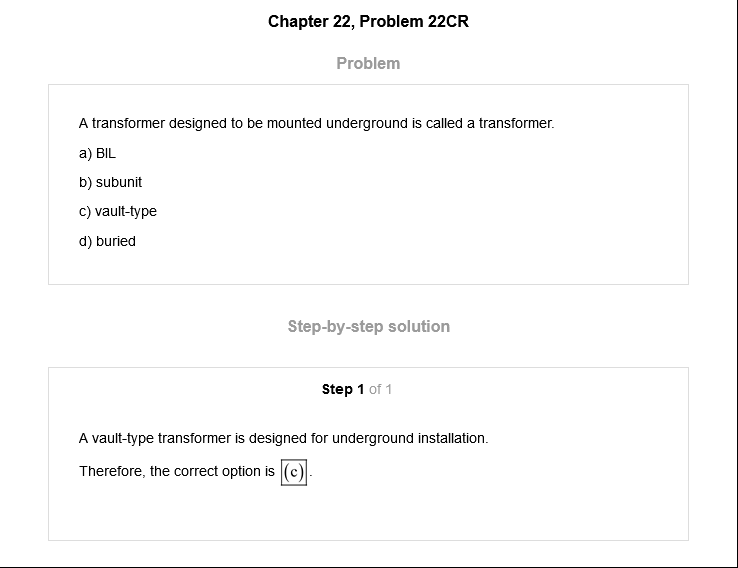 Chapter 22, Problem 22CR
Problem
A transformer designed to be mounted underground is called a transformer.
a) BIL
b) subunit
c) vault-type
d) buried
Step-by-step solution
Step 1 of 1
A vault-type transformer is designed for underground installation.
Therefore, the correct option is (c).